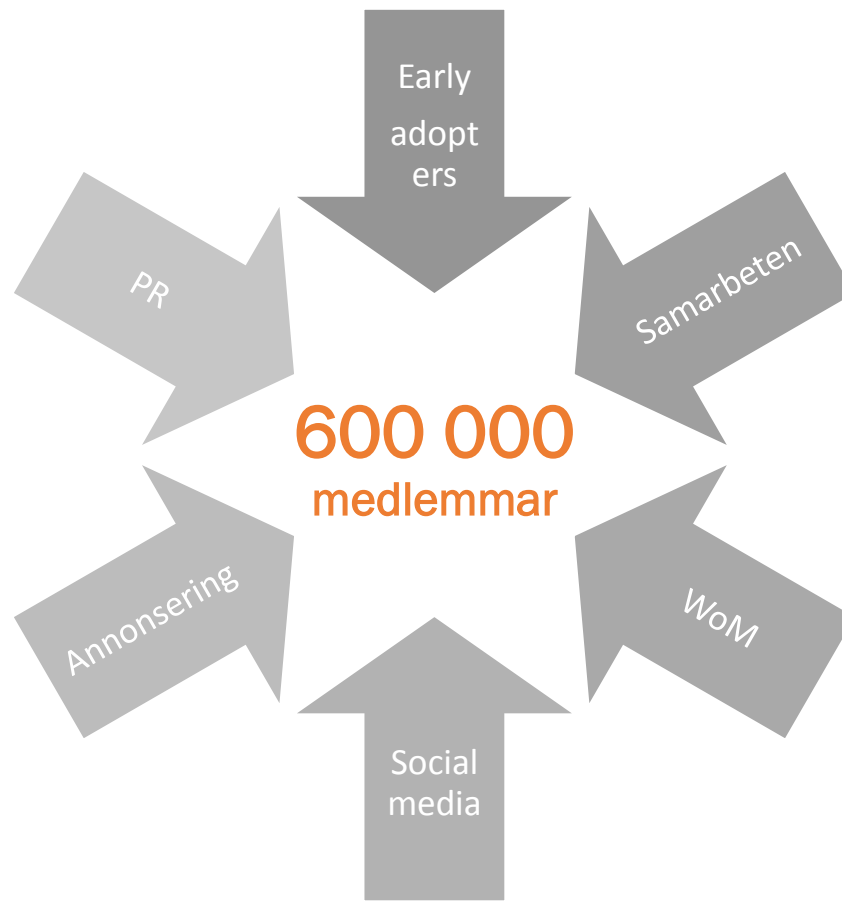 Early
adopt
ers
PR
Samarbeten
600 000
medlemmar
Annonsering
WoM
Social
media